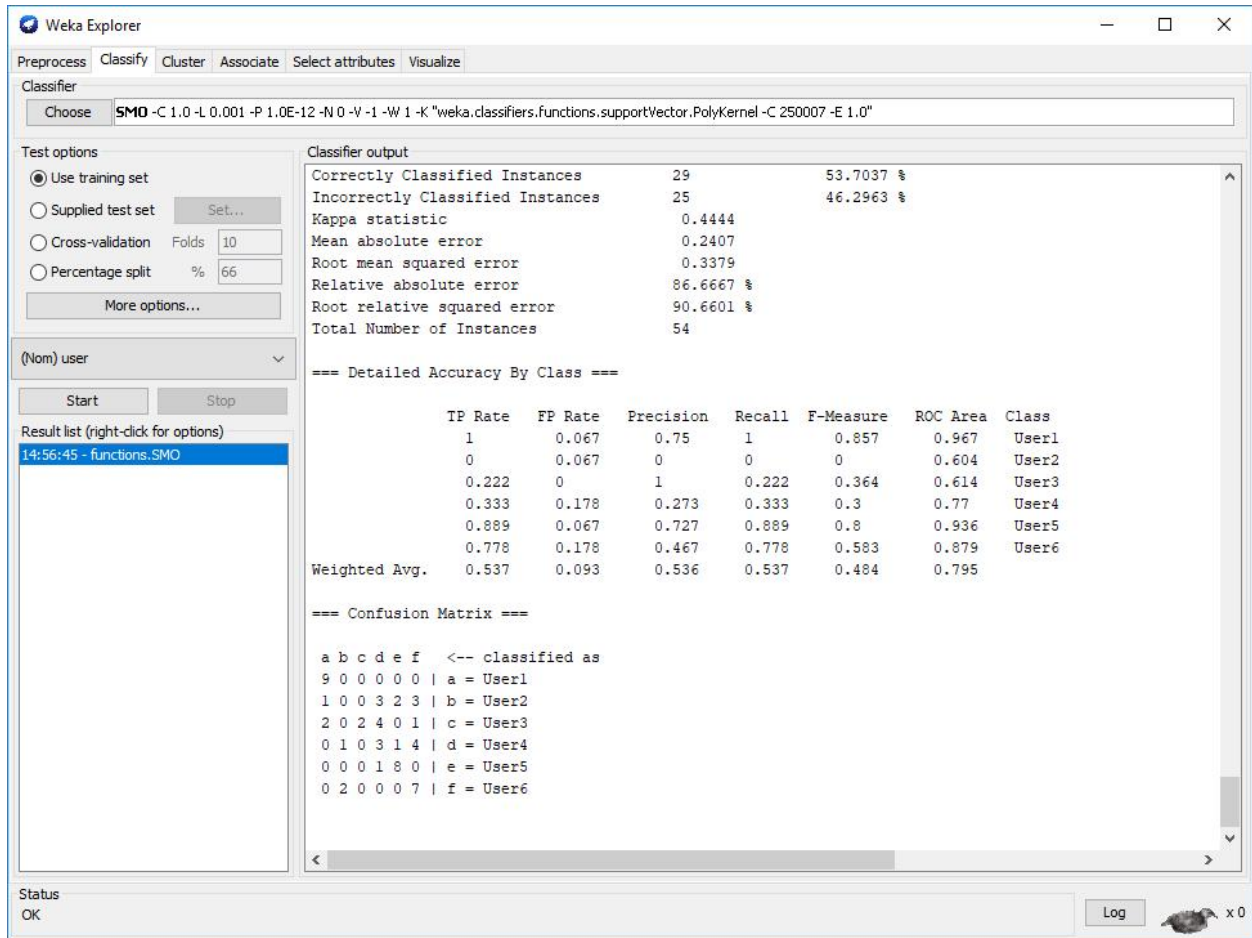 Weka Explorer
Preprocess Classify Cluster Associate Select attributes Visualize
Classifier
Choose SMO -C 1.0 -L 0.001 -P 1.0E-12 -N 0 -V -1 -W 1 -K "weka.classifiers.functions.supportVector.PolyKernel -C 250007 -E 1.0"
Test options
Use training set
Supplied test set Set...
Cross-validation Folds 10
Percentage split % 66
More options...
(Nom) user
Start Stop
Result list (right-click for options)
14:56:45 - functions.SMO
Classifier output
Correctly Classified Instances 29 53.7037 %
Incorrectly Classified Instances 25 46.2963 %
Kappa statistic 0.4444
Mean absolute error 0.2407
Root mean squared error 0.3379
Relative absolute error 86.6667 %
Root relative squared error 90.6601 %
Total Number of Instances 54
=== Detailed Accuracy By Class ===
TP Rate FP Rate Precision Recall F-Measure ROC Area Class
1 0.067 0.75 1 0.857 0.967 User1
0 0.067 0 0 0 0.604 User2
0.222 0 1 0.222 0.364 0.614 User3
0.333 0.178 0.273 0.333 0.3 0.77 User4
0.889 0.067 0.727 0.889 0.8 0.936 User5
0.778 0.178 0.467 0.778 0.583 0.879 User6
Weighted Avg. 0.537 0.093 0.536 0.537 0.484 0.795
=== Confusion Matrix ===
a b c d e f <-- classified as
9 0 0 0 0 0 | a = User1
1 0 0 3 2 3 | b = User2
2 0 2 4 0 1 | c = User3
0 1 0 3 1 4 | d = User4
0 0 0 1 8 0 | e = User5
0 2 0 0 0 7 | f = User6
Status
OK
Log x 0